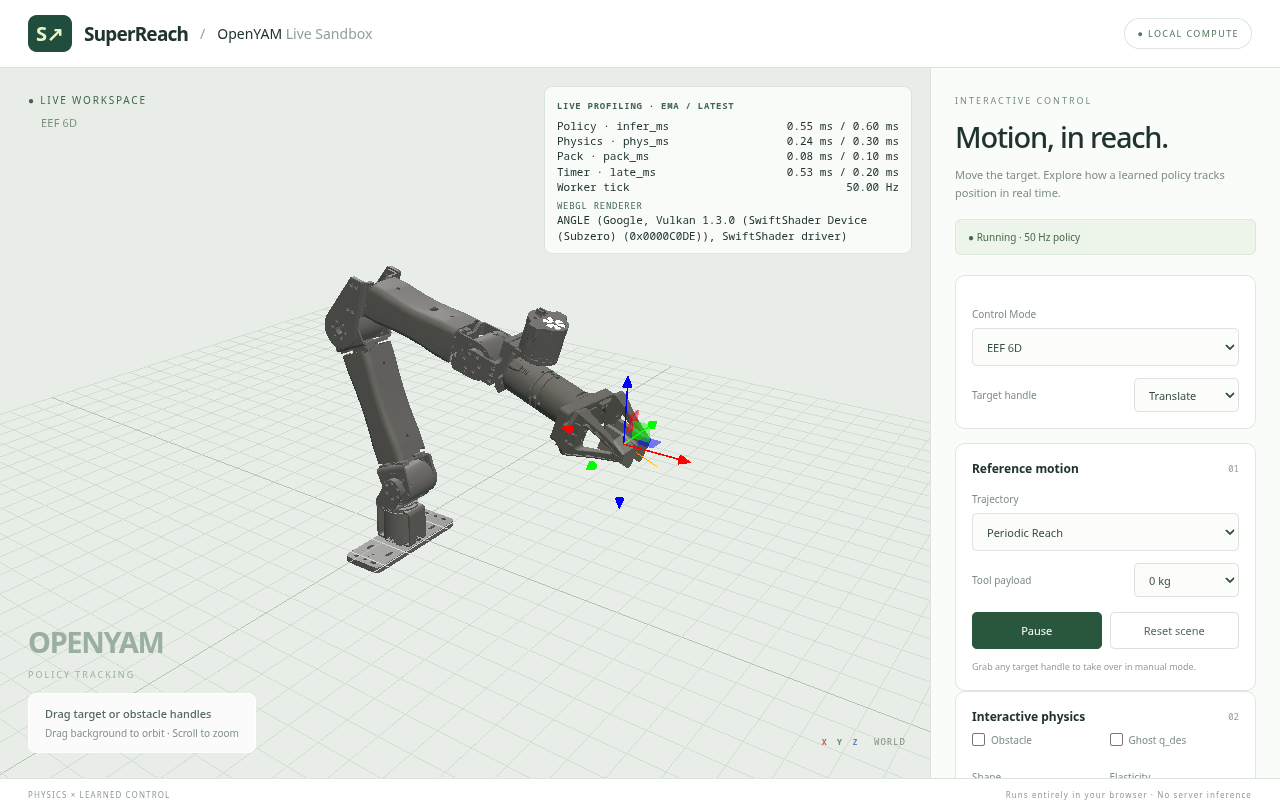 S↗ SuperReach / OpenYAM Live Sandbox
● LOCAL COMPUTE
● LIVE WORKSPACE
EEF 6D
LIVE PROFILING · EMA / LATEST
Policy · infer_ms 0.55 ms / 0.60 ms
Physics · phys_ms 0.24 ms / 0.30 ms
Pack · pack_ms 0.08 ms / 0.10 ms
Timer · late_ms 0.53 ms / 0.20 ms
Worker tick 50.00 Hz
WEBGL RENDERER
ANGLE (Google, Vulkan 1.3.0 (SwiftShader Device
(Subzero) (0x0000C0DE)), SwiftShader driver)
OPENYAM
POLICY TRACKING
Drag target or obstacle handles
Drag background to orbit · Scroll to zoom
X Y Z WORLD
INTERACTIVE CONTROL
Motion, in reach.
Move the target. Explore how a learned policy tracks
position in real time.
● Running · 50 Hz policy
Control Mode
EEF 6D
Target handle Translate
Reference motion 01
Trajectory
Periodic Reach
Tool payload 0 kg
Pause Reset scene
Grab any target handle to take over in manual mode.
Interactive physics 02
Obstacle Ghost q_des
Shape Elasticity
PHYSICS × LEARNED CONTROL
Runs entirely in your browser · No server inference